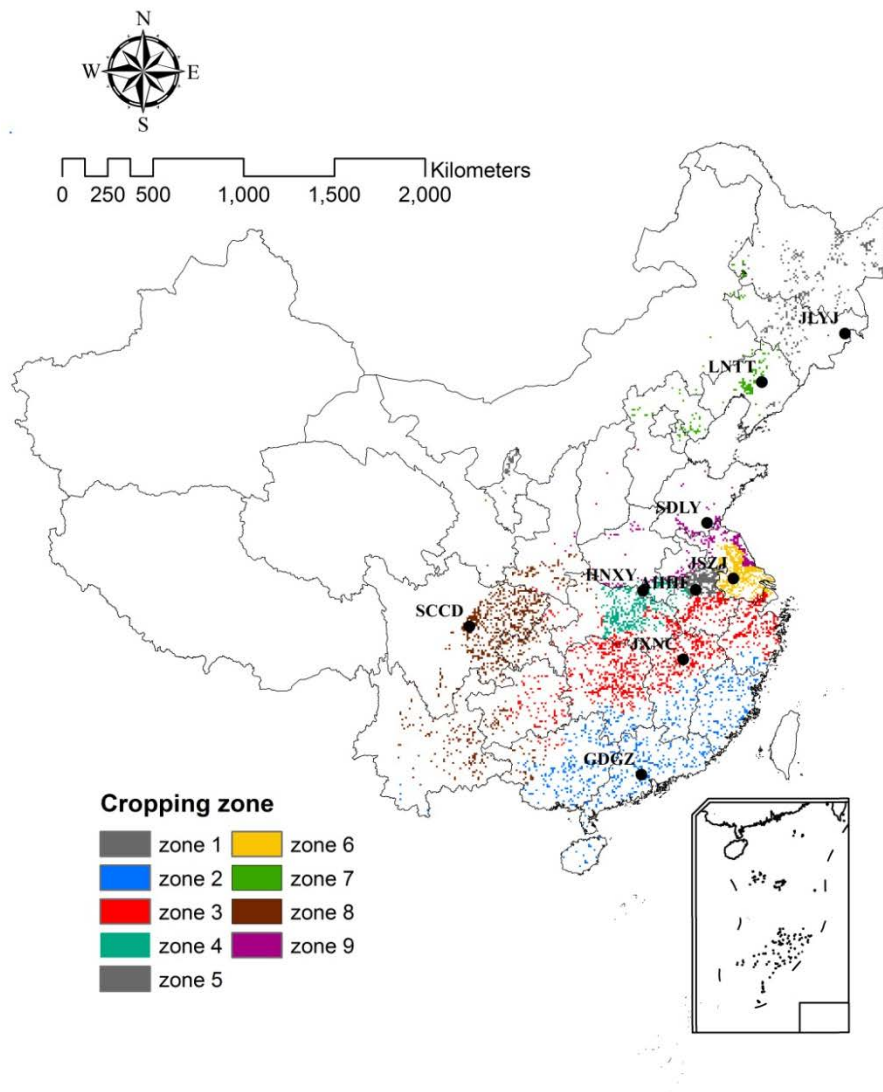 N
W E
S
Kilometers
0 250 500 1,000 1,500 2,000
JLYJ
LNTT
SDLY
JSZJ
HNXY AHHF
SCCD
JXNC
GDGZ
Cropping zone
zone 1 zone 6
zone 2 zone 7
zone 3 zone 8
zone 4 zone 9
zone 5